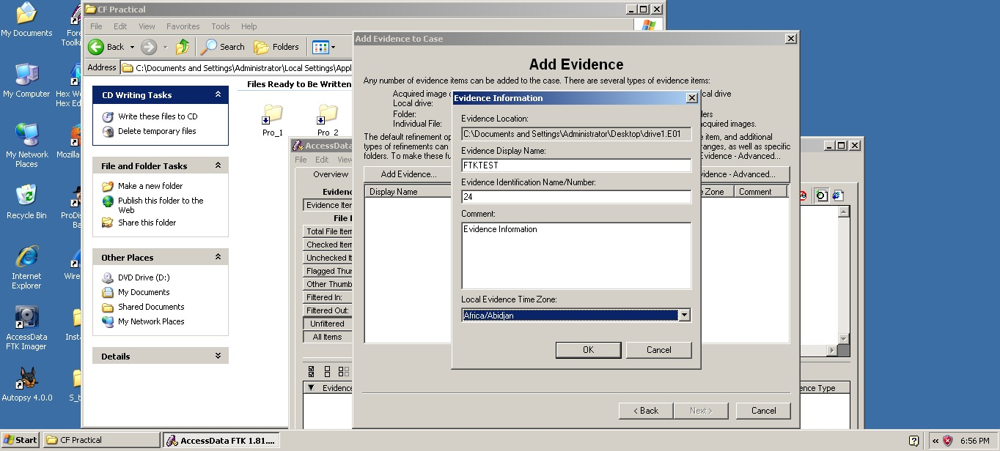 My Documents
Fore
Toolki
My Computer
Hex W
Hex Ed
My Network
Places
Mozilla
Recycle Bin
ProDis
Ba
Internet
Explorer
Wire
AccessData
FTK Imager
Inst
Autopsy 4.0.0
S_t
CF Practical
File Edit View Favorites Tools Help
Back Search Folders
Address C:\Documents and Settings\Administrator\Local Settings\Appl
CD Writing Tasks
Write these files to CD
Delete temporary files
File and Folder Tasks
Make a new folder
Publish this folder to the
Web
Share this folder
Other Places
DVD Drive (D:)
My Documents
Shared Documents
My Network Places
Details
Files Ready to Be Written
Pro_1 Pro_2
AccessData
File Edit View
Overview
Evidenc
Evidence Iter
File I
Total File Item
Checked Item
Unchecked It
Flagged Thur
Other Thumb
Filtered In:
Filtered Out:
Unfiltered
All Items
Evidence
ence Type
Add Evidence to Case
Add Evidence
Any number of evidence items can be added to the case. There are several types of evidence items:
Acquired image o cal drive
Local drive:
Folder: ders
Individual File: acquired images.
The default refinement op e item, and additional
types of refinements can ranges, as well as specific
folders. To make these fu Evidence - Advanced...
Add Evidence... vidence - Advanced...
Display Name e Zone Comment
Evidence Information
Evidence Location:
C:\Documents and Settings\Administrator\Desktop\drive1.E01
Evidence Display Name:
FTKTEST
Evidence Identification Name/Number:
24
Comment:
Evidence Information
Local Evidence Time Zone:
Africa/Abidjan
OK Cancel
< Back Next > Cancel
Start CF Practical AccessData FTK 1.81.... 6:56 PM